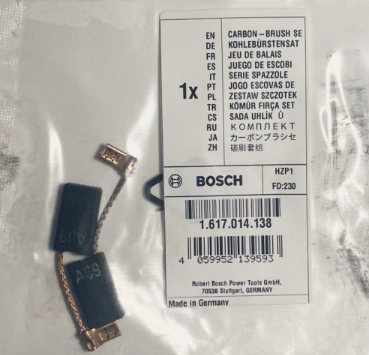 1x
EN CARBON-BRUSH SE
DE KOHLEBÜRSTENSAT
FR JEU DE BALAIS
ES JUEGO DE ESCOBI
IT SERIE SPAZZOLE
PT JOGO ESCOVAS DE
PL ZESTAW SZCZOTEK
TR KÖMÜR FIRÇA SET
CS SADA UHLÍK Ů
RU КОМПЛЕКТ
JA カーボンブラシセ
ZH 碳刷套组
BOSCH
HZP1
FD:230
1.617.014.138
4 059952 139593
Robert Bosch Power Tools GmbH
70538 Stuttgart, GERMANY
Made in Germany
A69